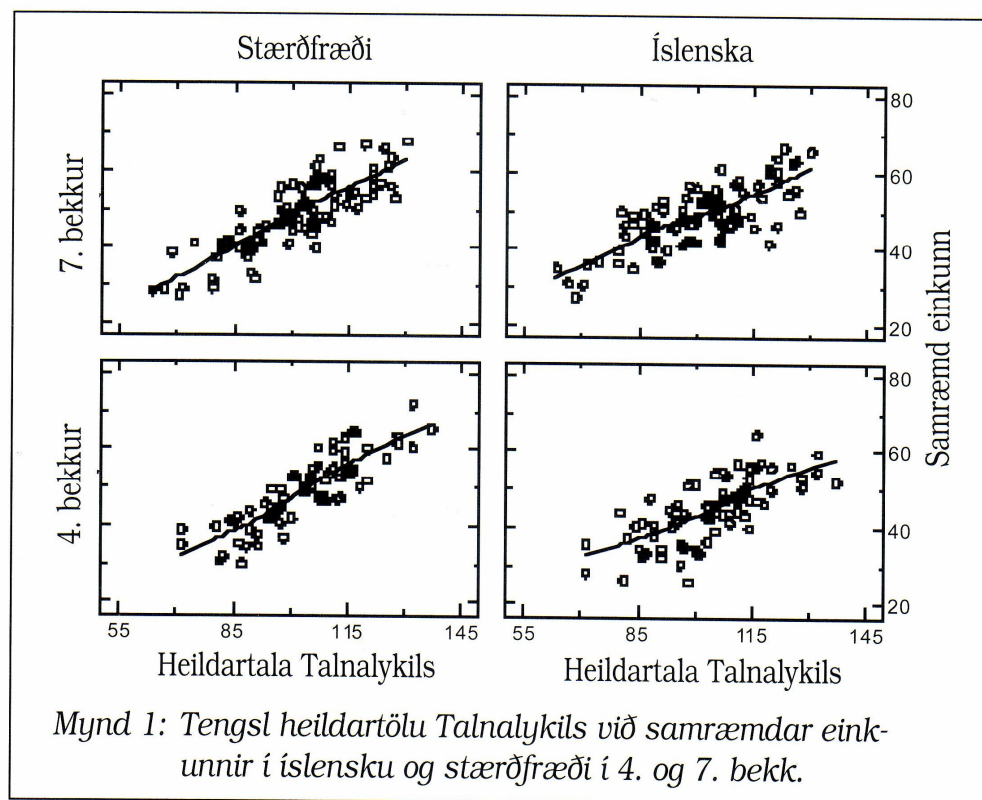 Stærðfræði
Íslenska
7. bekkur
80
60
40
20
4. bekkur
80
60
40
20
Samræmd einkunn
55 85 115 145
55 85 115 145
Heildartala Talnalykils
Heildartala Talnalykils
Mynd 1: Tengsl heildartölu Talnalykils við samræmdar eink-
unnir í íslensku og stærðfræði í 4. og 7. bekk.